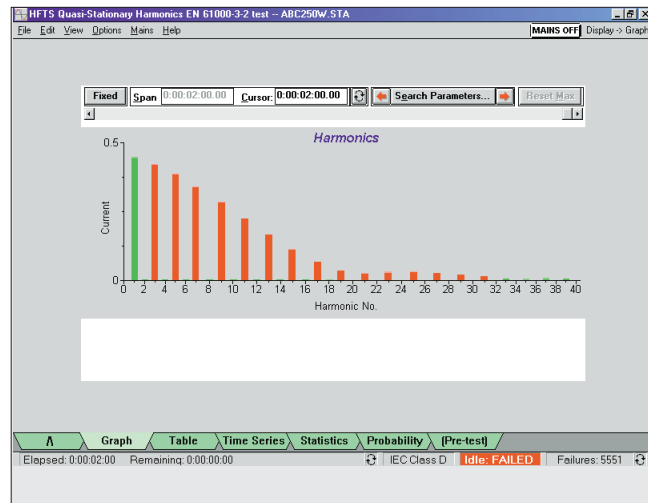 HFTS Quasi-Stationary Harmonics EN 61000-3-2 test -- ABC250W.STA
File Edit View Options Mains Help MAINS OFF Display -> Graph
Fixed Span 0:00:02:00.00 Cursor: 0:00:02:00.00 Search Parameters... Reset Max
Harmonics
0.5
Current
0
0 2 4 6 8 10 12 14 16 18 20 22 24 26 28 30 32 34 36 38 40
Harmonic No.
/\ Graph Table Time Series Statistics Probability (Pre-test)
Elapsed: 0:00:02:00 Remaining: 0:00:00:00 IEC Class D Idle: FAILED Failures: 5551